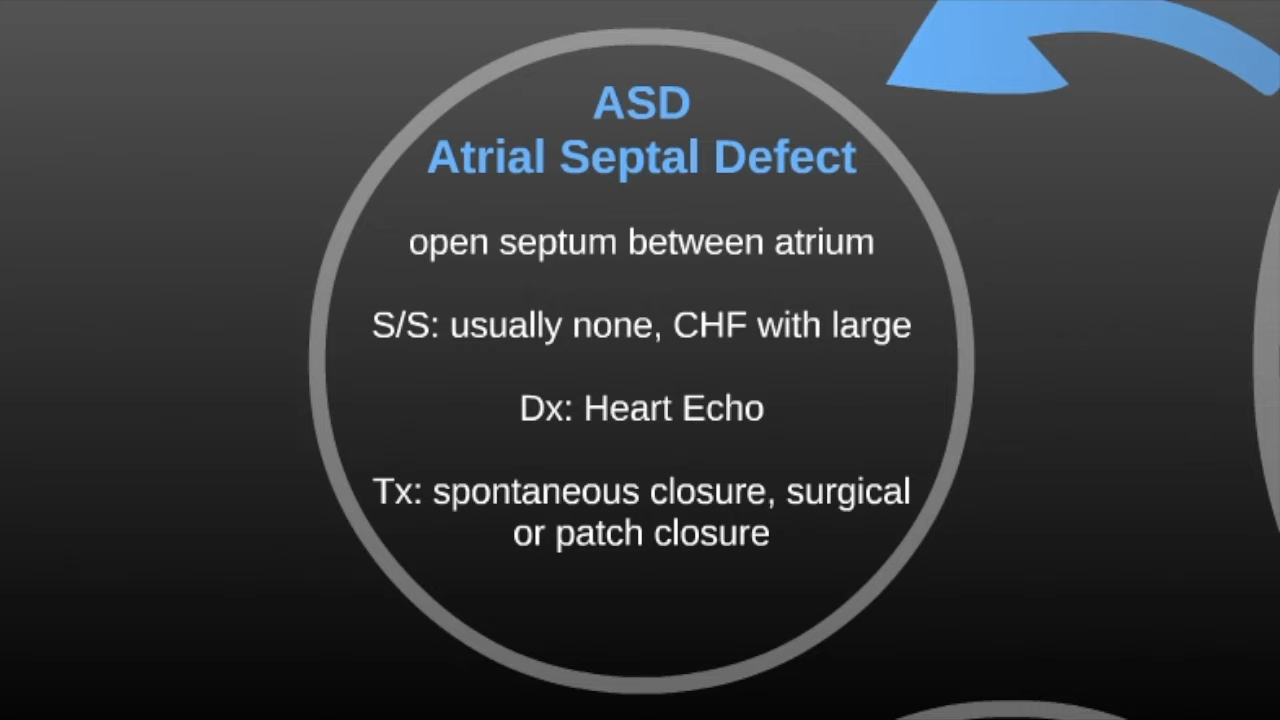 ASD
Atrial Septal Defect
open septum between atrium
S/S: usually none, CHF with large
Dx: Heart Echo
Tx: spontaneous closure, surgical
or patch closure